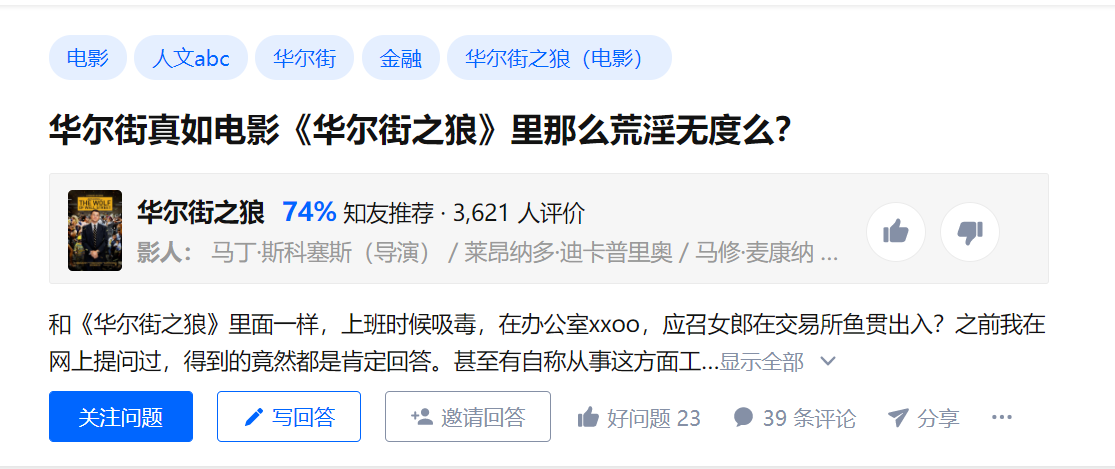 电影 人文abc 华尔街 金融 华尔街之狼（电影）
华尔街真如电影《华尔街之狼》里那么荒淫无度么？
THE WOLF
OF WALL STREET
华尔街之狼 74% 知友推荐 · 3,621 人评价
影人： 马丁·斯科塞斯（导演） / 莱昂纳多·迪卡普里奥 / 马修·麦康纳 ...
和《华尔街之狼》里面一样，上班时候吸毒，在办公室xxoo，应召女郎在交易所鱼贯出入？之前我在
网上提问过，得到的竟然都是肯定回答。甚至有自称从事这方面工...显示全部
关注问题 写回答 邀请回答 好问题 23 39 条评论 分享 ···